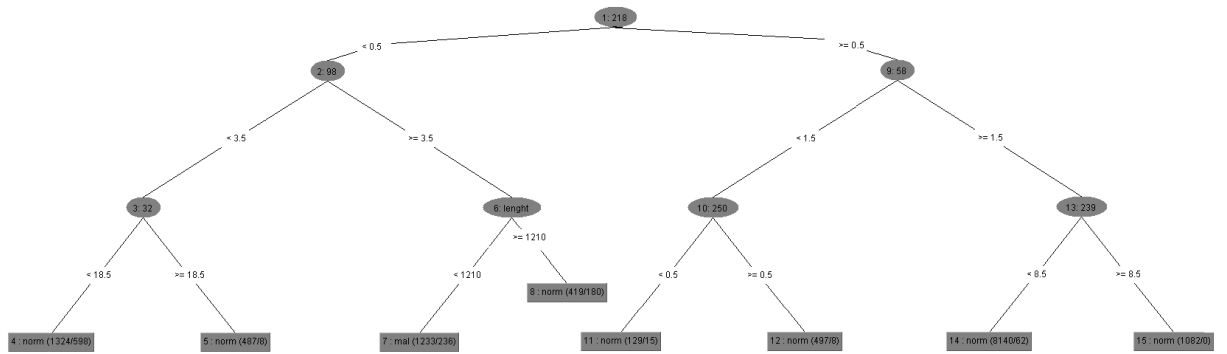 1: 218
< 0.5
>= 0.5
2: 98
9: 58
< 3.5
>= 3.5
< 1.5
>= 1.5
3: 32
6: lenght
10: 250
13: 239
>= 1210
< 18.5
>= 18.5
< 1210
< 0.5
>= 0.5
< 8.5
>= 8.5
8 : norm (419/180)
4 : norm (1324/598)
5 : norm (487/8)
7 : mal (1233/236)
11 : norm (129/15)
12 : norm (497/8)
14 : norm (8140/62)
15 : norm (1082/0)